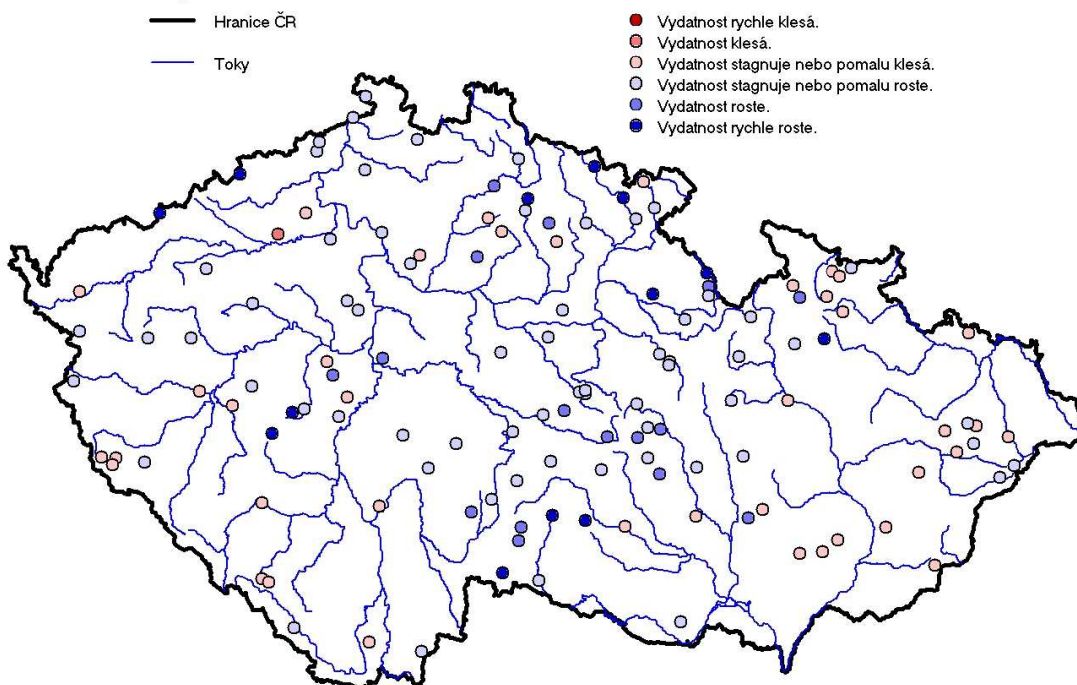 Hranice ČR
Toky
Vydatnost rychle klesá.
Vydatnost klesá.
Vydatnost stagnuje nebo pomalu klesá.
Vydatnost stagnuje nebo pomalu roste.
Vydatnost roste.
Vydatnost rychle roste.